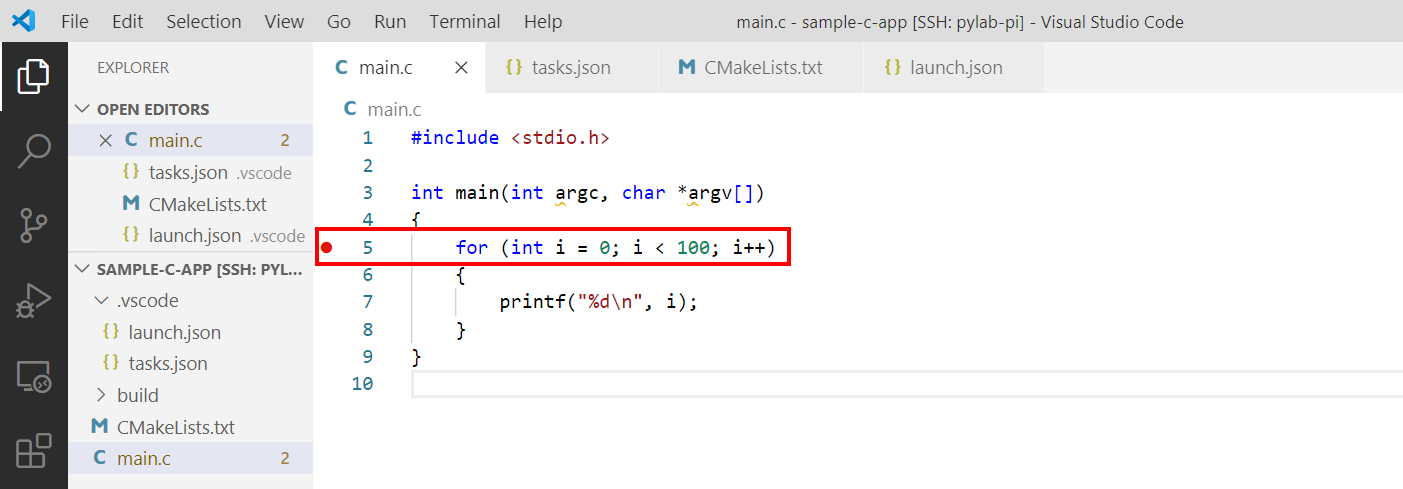 File Edit Selection View Go Run Terminal Help main.c - sample-c-app [SSH: pylab-pi] - Visual Studio Code
EXPLORER
OPEN EDITORS
main.c 2
tasks.json .vscode
CMakeLists.txt
launch.json .vscode
SAMPLE-C-APP [SSH: PYL...
.vscode
launch.json
tasks.json
build
CMakeLists.txt
main.c 2
main.c tasks.json CMakeLists.txt launch.json
main.c
1 #include <stdio.h>
2
3 int main(int argc, char *argv[])
4 {
5 for (int i = 0; i < 100; i++)
6 {
7 printf("%d\n", i);
8 }
9 }
10